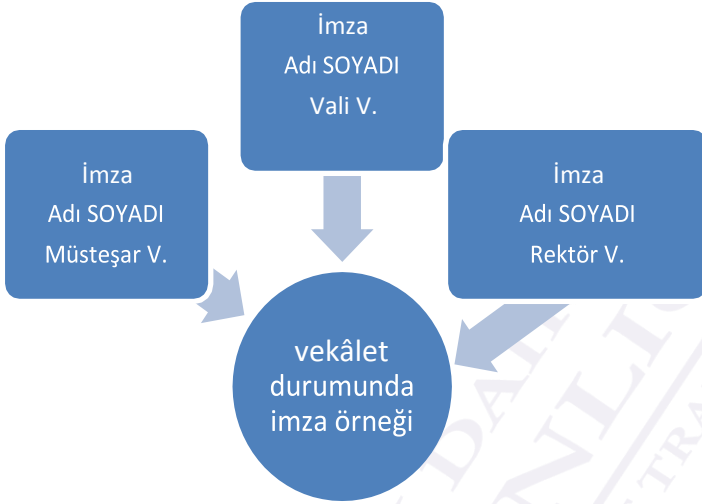 İmza
Adı SOYADI
Vali V.
İmza
Adı SOYADI
Müsteşar V.
İmza
Adı SOYADI
Rektör V.
vekâlet
durumunda
imza örneği